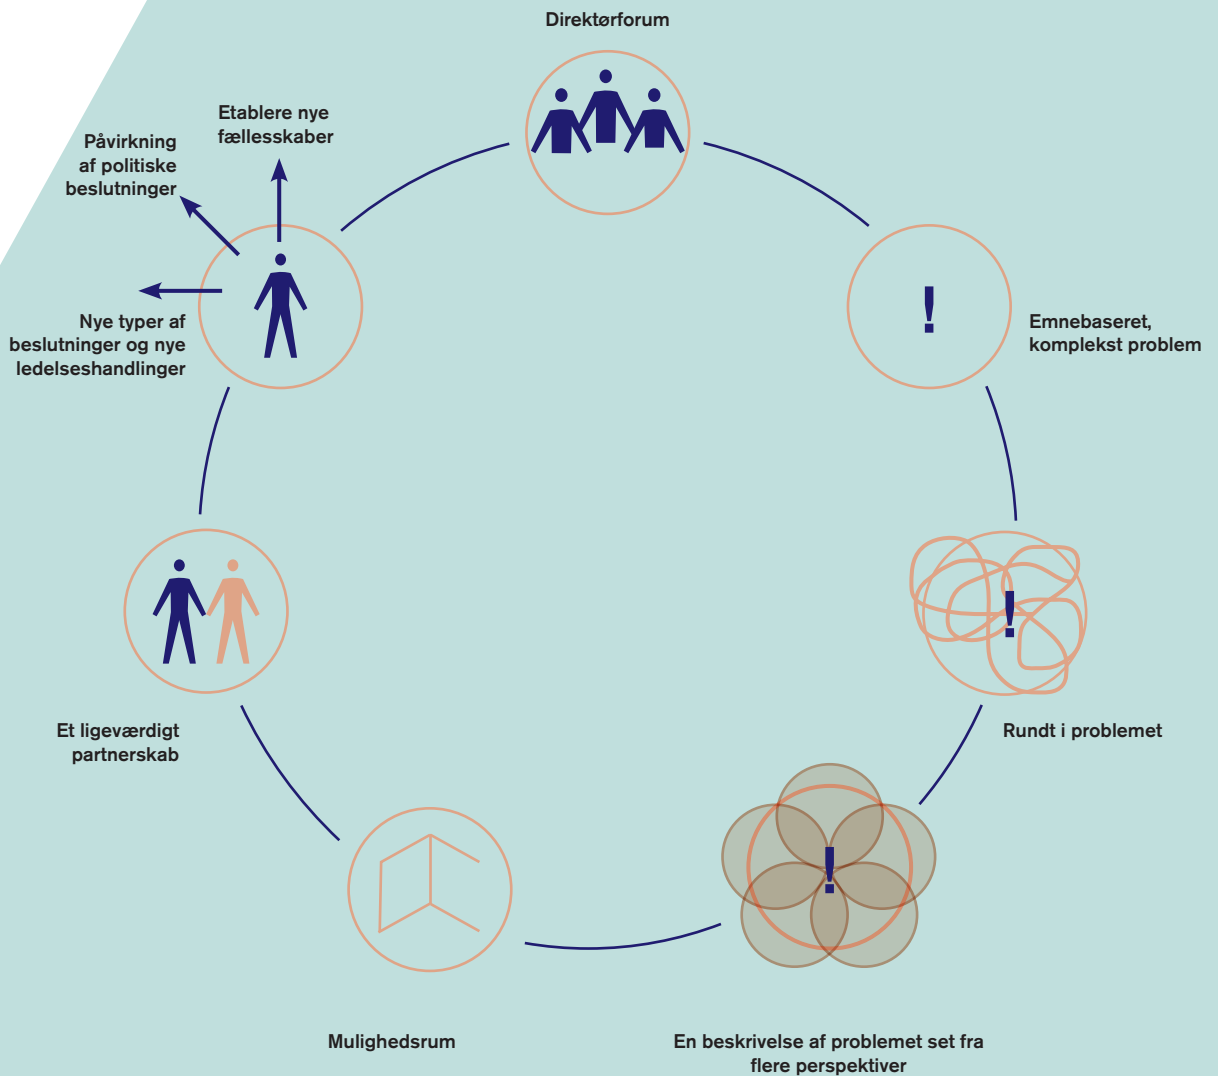 Direktørforum
Etablere nye
fællesskaber
Påvirkning
af politiske
beslutninger
Nye typer af
beslutninger og nye
ledelseshandlinger
!
Emnebaseret,
komplekst problem
!
Rundt i problemet
Et ligeværdigt
partnerskab
!
Mulighedsrum
En beskrivelse af problemet set fra
flere perspektiver